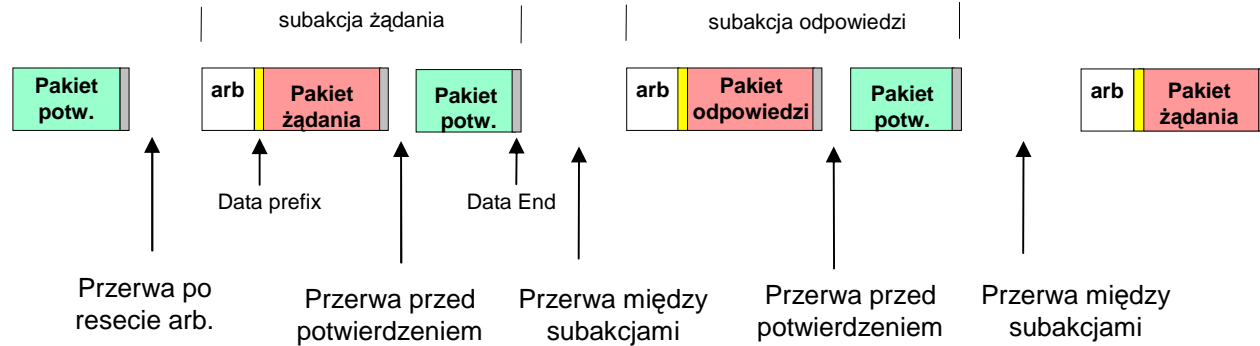 subakcja żądania
subakcja odpowiedzi
Pakiet
potw.
arb
Pakiet
żądania
Pakiet
potw.
arb
Pakiet
odpowiedzi
Pakiet
potw.
arb
Pakiet
żądania
Data prefix
Data End
Przerwa po
resecie arb.
Przerwa przed
potwierdzeniem
Przerwa między
subakcjami
Przerwa przed
potwierdzeniem
Przerwa między
subakcjami